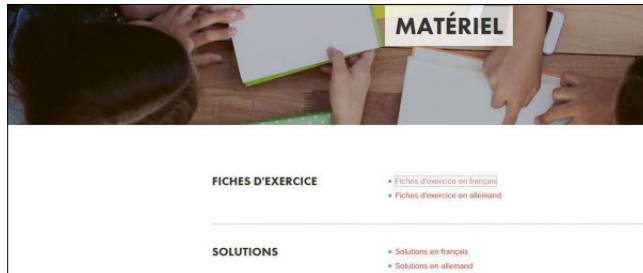 MATÉRIEL
FICHES D'EXERCICE
• Fiches d'exercice en français
• Fiches d'exercice en allemand
SOLUTIONS
• Solutions en français
• Solutions en allemand